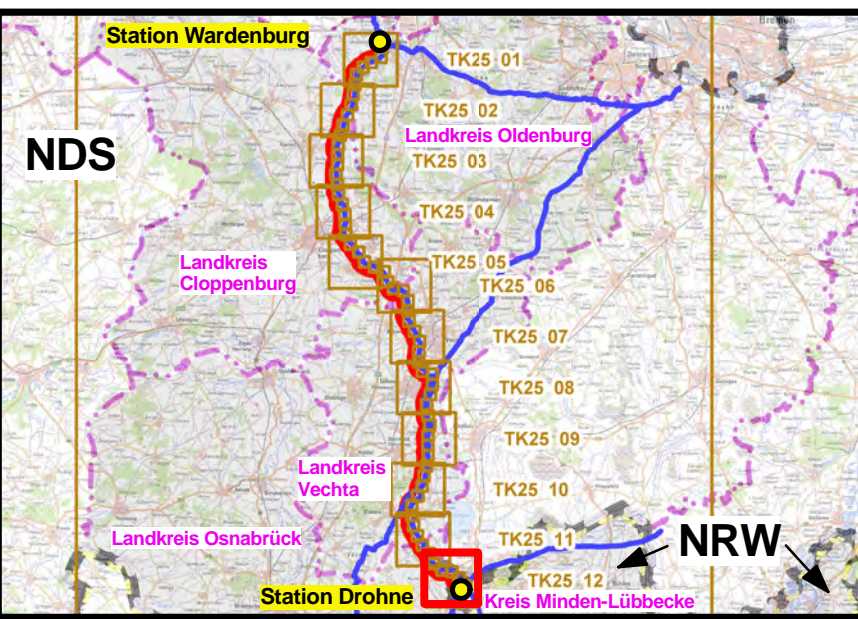 Bremen
Station Wardenburg
TK25 01
TK25 02
Landkreis Oldenburg
NDS
TK25 03
TK25 04
Landkreis
Cloppenburg
TK25 05
TK25 06
TK25 07
TK25 08
TK25 09
Landkreis
Vechta
TK25 10
Landkreis Osnabrück
TK25 11
NRW
TK25 12
Station Drohne
Kreis Minden-Lübbecke